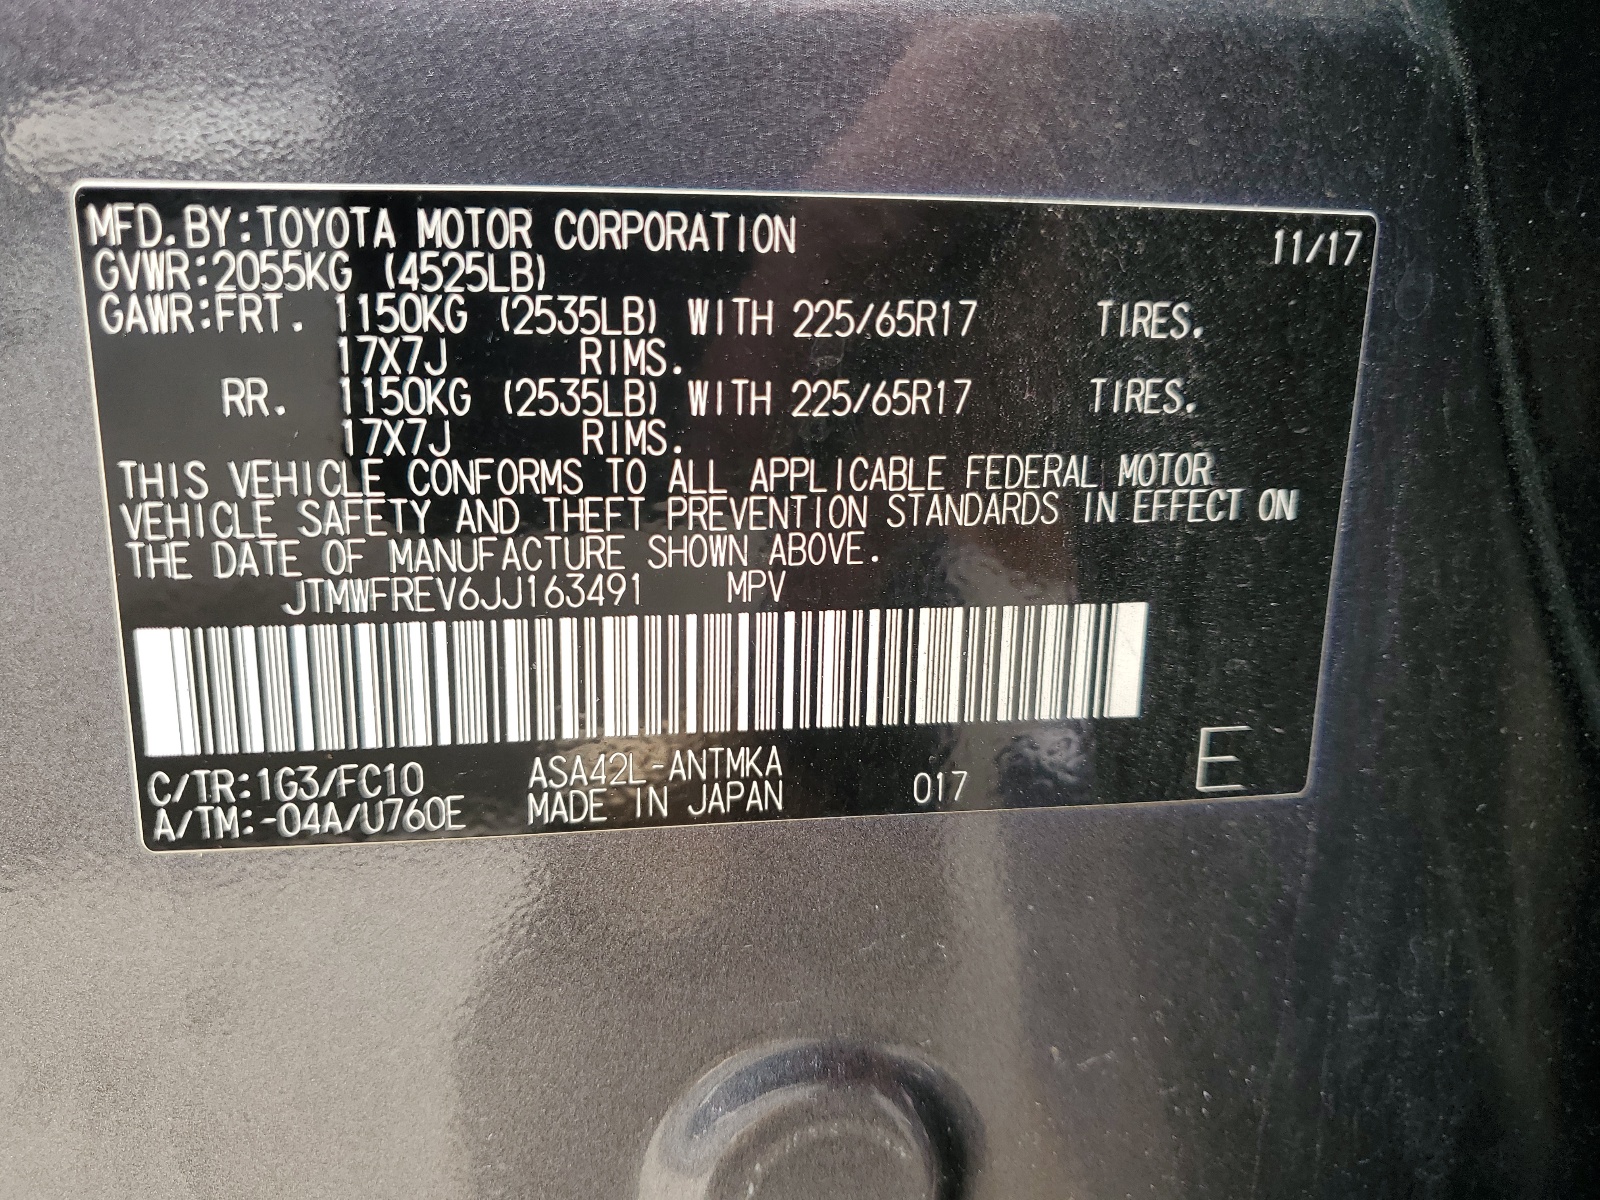 MFD. BY:TOYOTA MOTOR CORPORATION 11/17
GVWR:2055KG (4525LB)
GAWR:FRT. 1150KG (2535LB) WITH 225/65R17 TIRES.
17X7J RIMS.
RR. 1150KG (2535LB) WITH 225/65R17 TIRES.
17X7J RIMS.
THIS VEHICLE CONFORMS TO ALL APPLICABLE FEDERAL MOTOR
VEHICLE SAFETY AND THEFT PREVENTION STANDARDS IN EFFECT ON
THE DATE OF MANUFACTURE SHOWN ABOVE.
JTMWFREV6JJ163491 MPV
C/TR:1G3/FC10 ASA42L-ANTMKA
A/TM:-04A/U760E MADE IN JAPAN 017 E